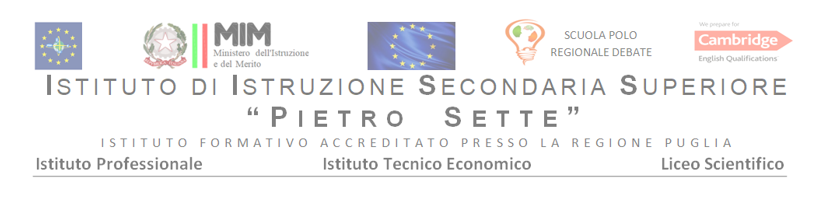 MIM
Ministero dell'Istruzione
e del Merito
SCUOLA POLO
REGIONALE DEBATE
We prepare for
Cambridge
English Qualifications
ISTITUTO DI ISTRUZIONE SECONDARIA SUPERIORE
“PIETRO SETTE”
ISTITUTO FORMATIVO ACCREDITATO PRESSO LA REGIONE PUGLIA
Istituto Professionale Istituto Tecnico Economico Liceo Scientifico